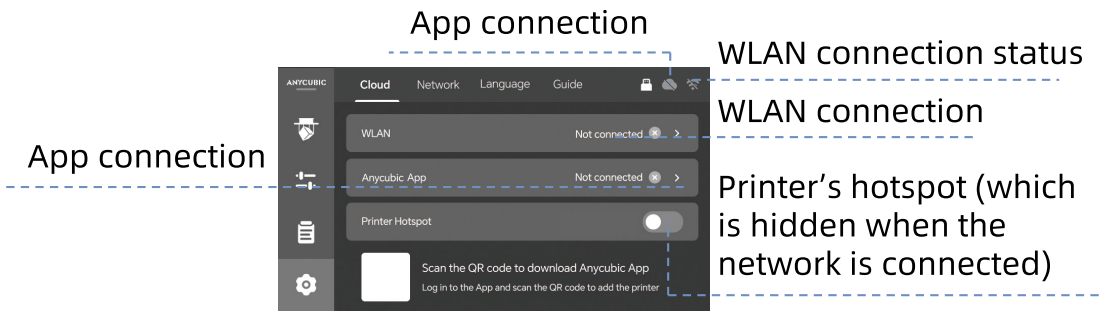 App connection
WLAN connection status
ANYCUBIC
Cloud Network Language Guide
WLAN connection
WLAN Not connected
App connection
Anycubic App Not connected
Printer's hotspot (which
is hidden when the
network is connected)
Printer Hotspot
Scan the QR code to download Anycubic App
Log in to the App and scan the QR code to add the printer